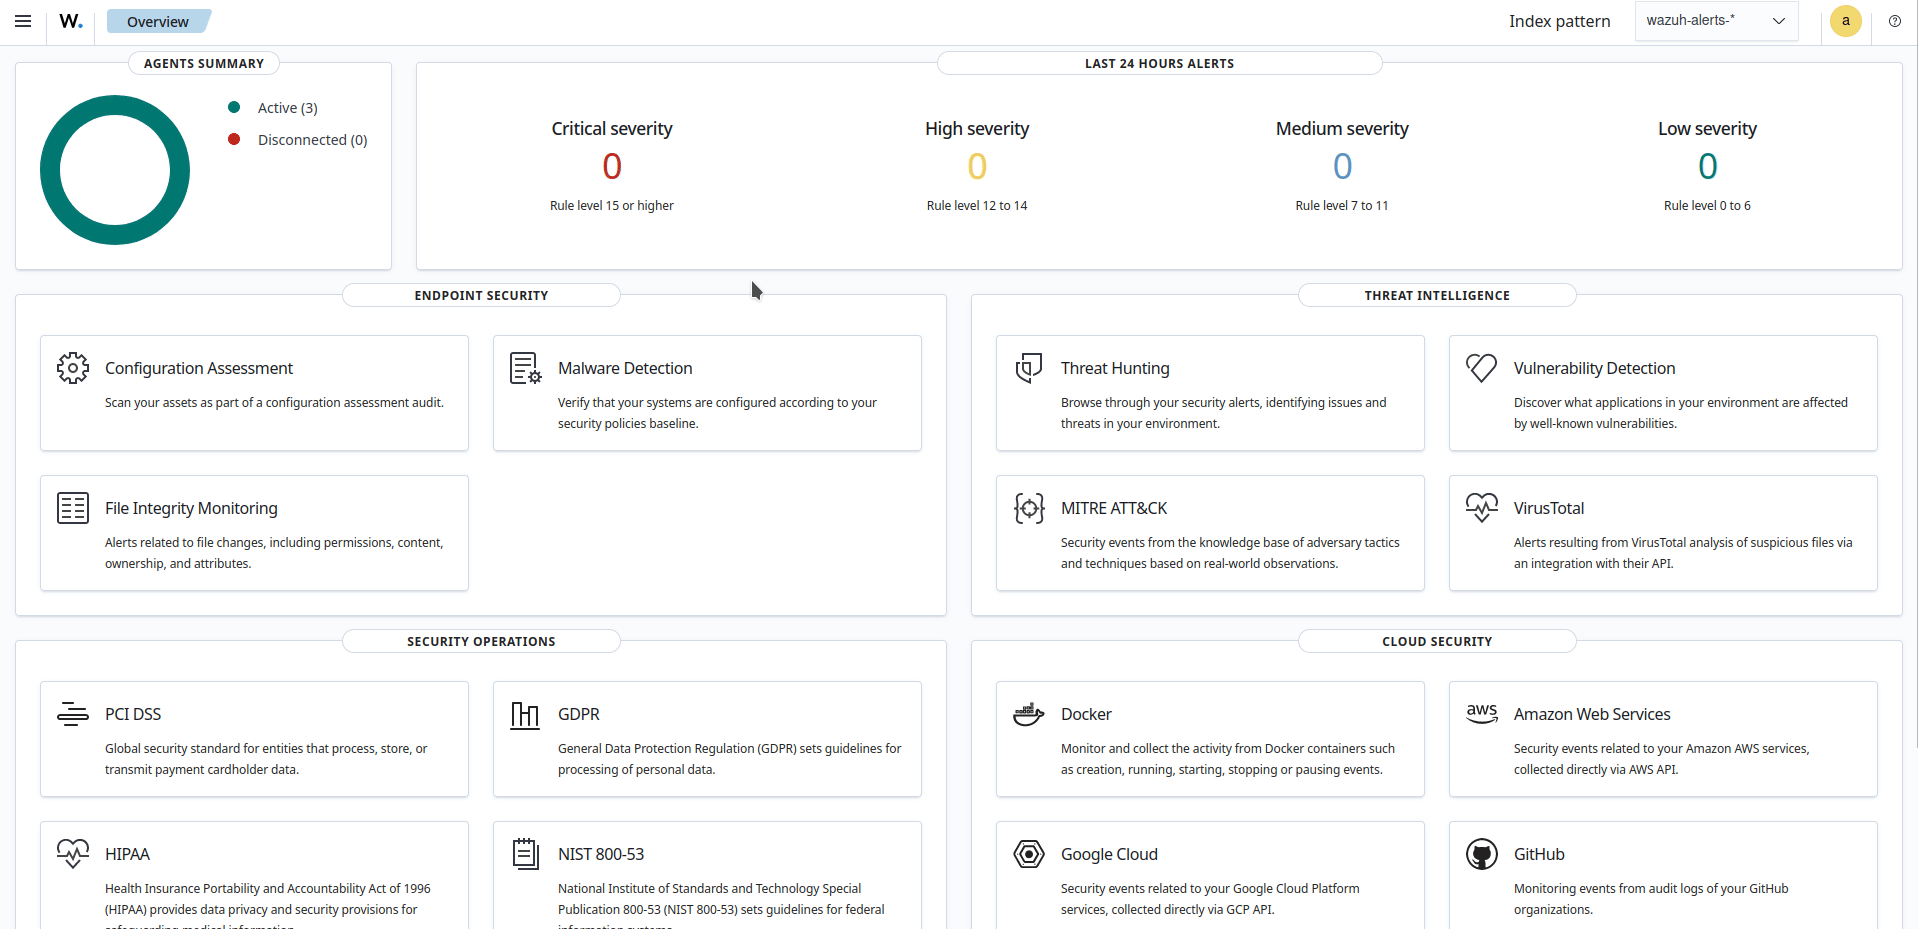 W.
Overview
Index pattern
wazuh-alerts-*
a
AGENTS SUMMARY
Active (3)
Disconnected (0)
LAST 24 HOURS ALERTS
Critical severity
0
Rule level 15 or higher
High severity
0
Rule level 12 to 14
Medium severity
0
Rule level 7 to 11
Low severity
0
Rule level 0 to 6
ENDPOINT SECURITY
Configuration Assessment
Scan your assets as part of a configuration assessment audit.
Malware Detection
Verify that your systems are configured according to your
security policies baseline.
File Integrity Monitoring
Alerts related to file changes, including permissions, content,
ownership, and attributes.
THREAT INTELLIGENCE
Threat Hunting
Browse through your security alerts, identifying issues and
threats in your environment.
Vulnerability Detection
Discover what applications in your environment are affected
by well-known vulnerabilities.
MITRE ATT&CK
Security events from the knowledge base of adversary tactics
and techniques based on real-world observations.
VirusTotal
Alerts resulting from VirusTotal analysis of suspicious files via
an integration with their API.
SECURITY OPERATIONS
PCI DSS
Global security standard for entities that process, store, or
transmit payment cardholder data.
GDPR
General Data Protection Regulation (GDPR) sets guidelines for
processing of personal data.
HIPAA
Health Insurance Portability and Accountability Act of 1996
(HIPAA) provides data privacy and security provisions for
safeguarding medical information.
NIST 800-53
National Institute of Standards and Technology Special
Publication 800-53 (NIST 800-53) sets guidelines for federal
information systems.
CLOUD SECURITY
Docker
Monitor and collect the activity from Docker containers such
as creation, running, starting, stopping or pausing events.
aws
Amazon Web Services
Security events related to your Amazon AWS services,
collected directly via AWS API.
Google Cloud
Security events related to your Google Cloud Platform
services, collected directly via GCP API.
GitHub
Monitoring events from audit logs of your GitHub
organizations.